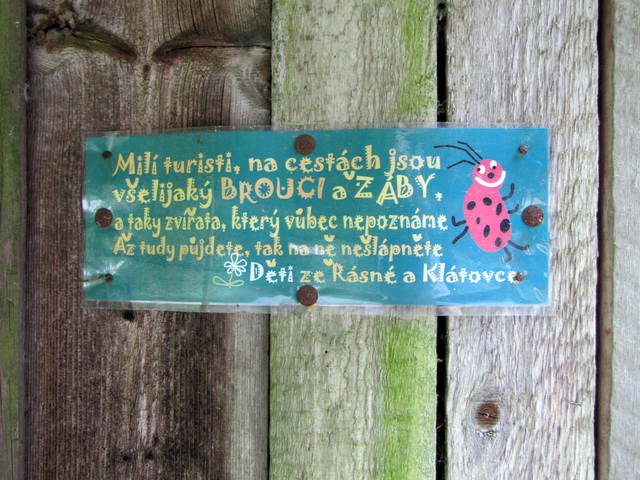 Milí turisti, na cestách jsou
všelijaký BROUCI a ŽÁBY,
a taky zvířata, který vůbec nepoznáme
Až tudy půjdete, tak na ně nešlápněte
Děti ze Řásné a Klátovce